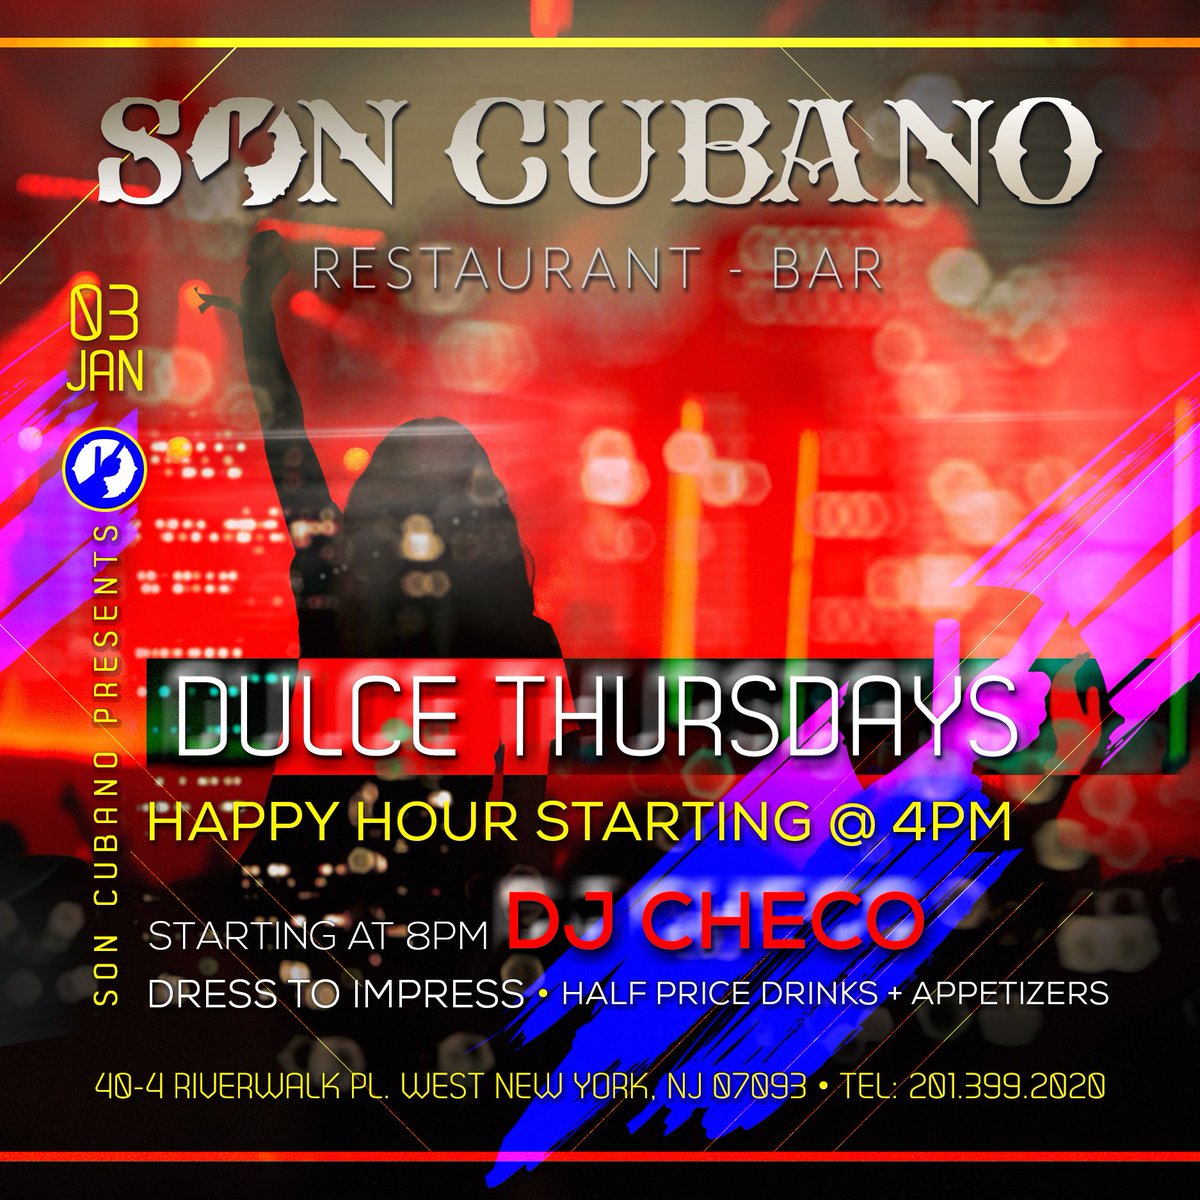 SON CUBANO
RESTAURANT - BAR
03
JAN
SON CUBANO PRESENTS
DULCE THURSDAYS
HAPPY HOUR STARTING @ 4PM
STARTING AT 8PM DJ CHECO
DRESS TO IMPRESS • HALF PRICE DRINKS + APPETIZERS
40-4 RIVERWALK PL. WEST NEW YORK, NJ 07093 • TEL: 201.399.2020